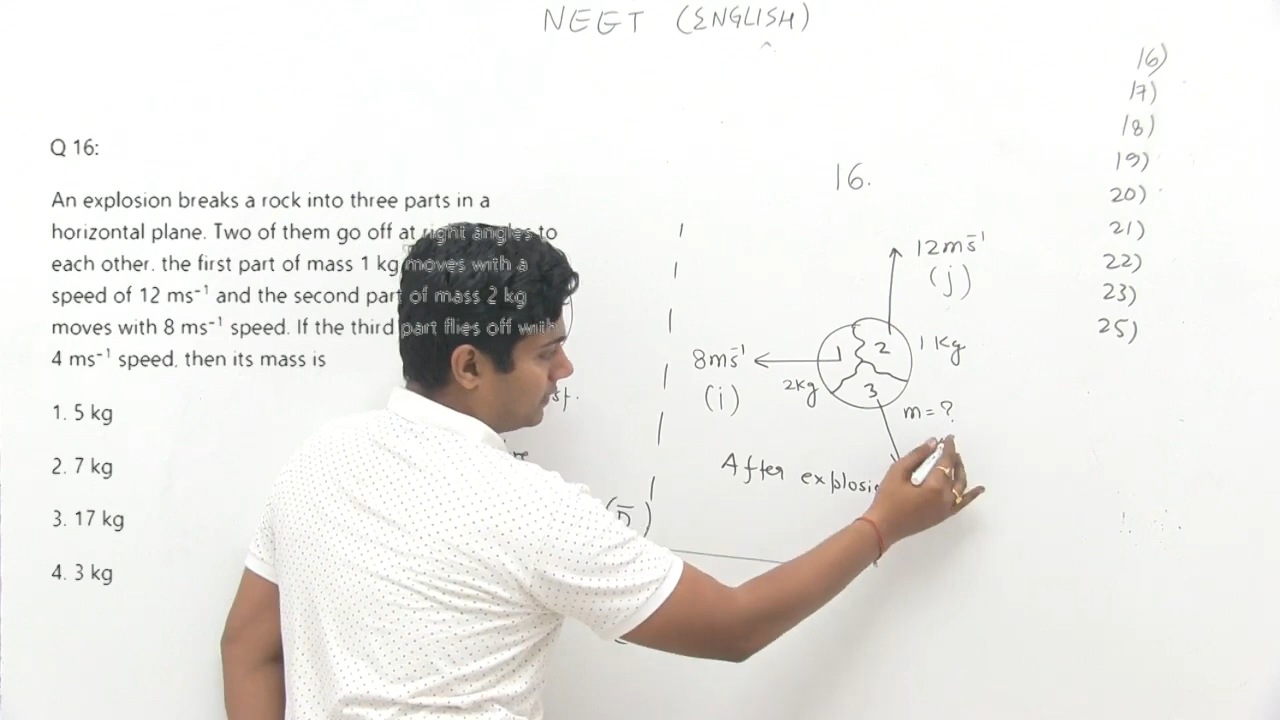 NEET (ENGLISH)
Q 16:
An explosion breaks a rock into three parts in a
horizontal plane. Two of them go off at right angles to
each other. the first part of mass 1 kg moves with a
speed of 12 ms⁻¹ and the second part of mass 2 kg
moves with 8 ms⁻¹ speed. If the third part flies off with
4 ms⁻¹ speed. then its mass is
1. 5 kg
2. 7 kg
3. 17 kg
4. 3 kg
16.
12 ms⁻¹
(j)
8 ms⁻¹
(i)
1
2
3
1 Kg
2Kg
m = ?
After
16)
17)
18)
19)
20)
21)
22)
23)
25)